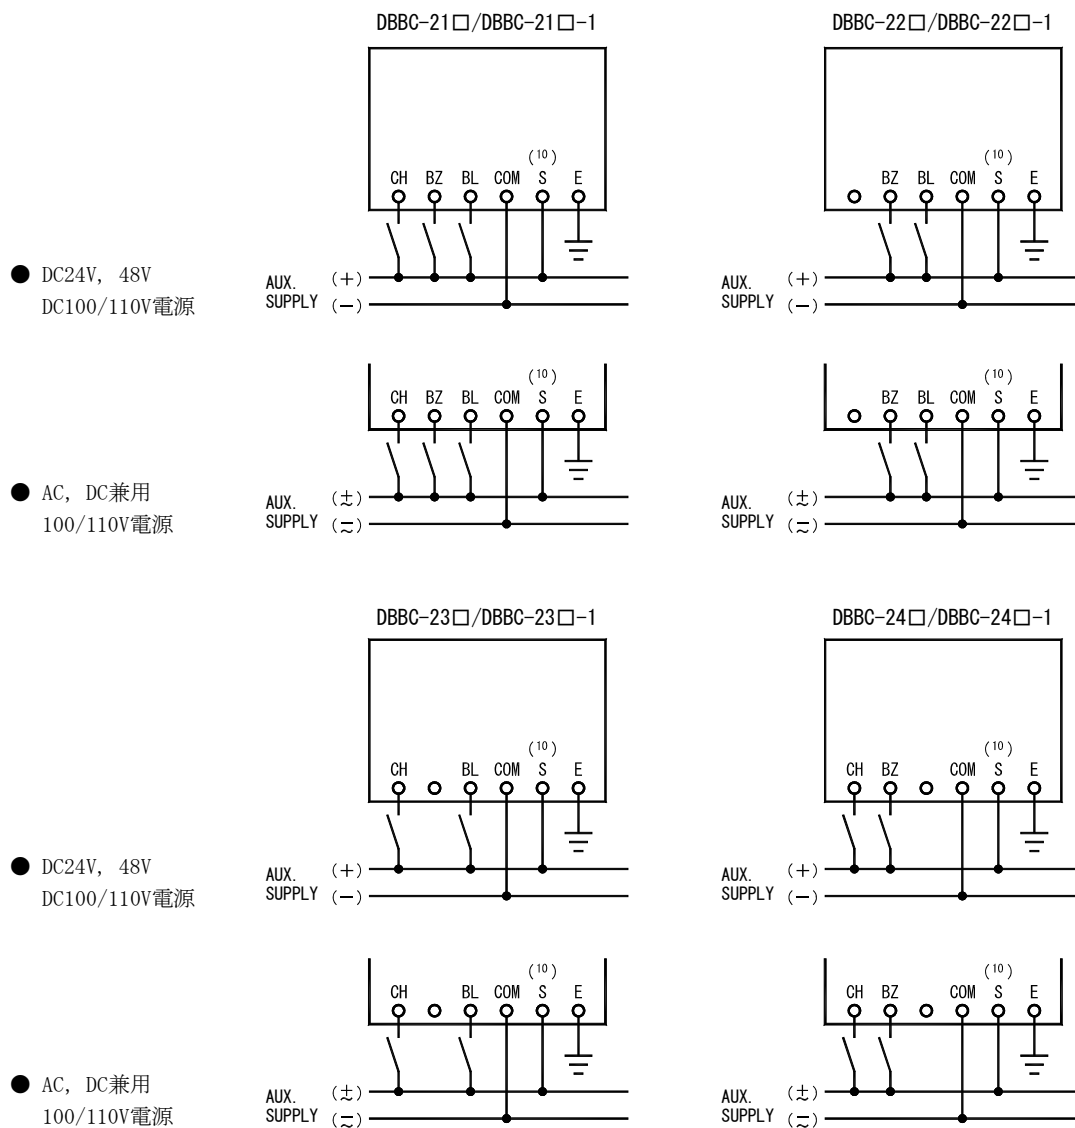 DBBC-21□/DBBC-21□-1
DBBC-22□/DBBC-22□-1
(10)
CH BZ BL COM S E
(10)
BZ BL COM S E
● DC24V, 48V
DC100/110V電源
AUX. (+)
SUPPLY (−)
AUX. (+)
SUPPLY (−)
(10)
CH BZ BL COM S E
(10)
BZ BL COM S E
● AC, DC兼用
100/110V電源
AUX. (±~)
SUPPLY (−~)
AUX. (±~)
SUPPLY (−~)
DBBC-23□/DBBC-23□-1
DBBC-24□/DBBC-24□-1
(10)
CH BL COM S E
(10)
CH BZ COM S E
● DC24V, 48V
DC100/110V電源
AUX. (+)
SUPPLY (−)
AUX. (+)
SUPPLY (−)
(10)
CH BL COM S E
(10)
CH BZ COM S E
● AC, DC兼用
100/110V電源
AUX. (±~)
SUPPLY (−~)
AUX. (±~)
SUPPLY (−~)